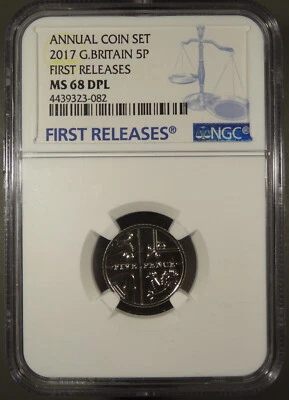 ANNUAL COIN SET
2017 G.BRITAIN 5P
FIRST RELEASES
MS 68 DPL
4439323-082
FIRST RELEASES®
NGC
FIVE PENCE